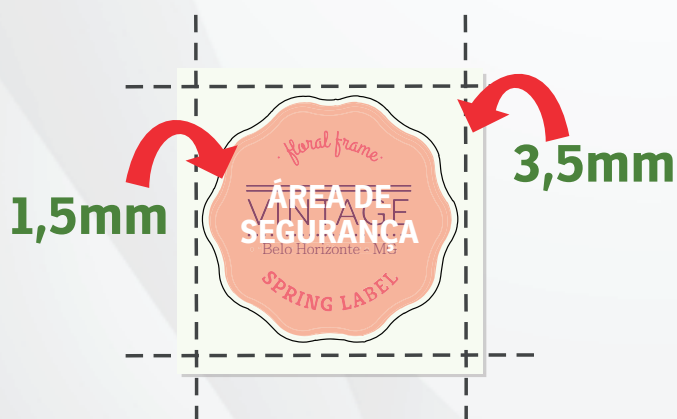 floral frame
3,5mm
ÁREA DE
VINTAGE
1,5mm
SEGURANÇA
Belo Horizonte - MG
SPRING LABEL